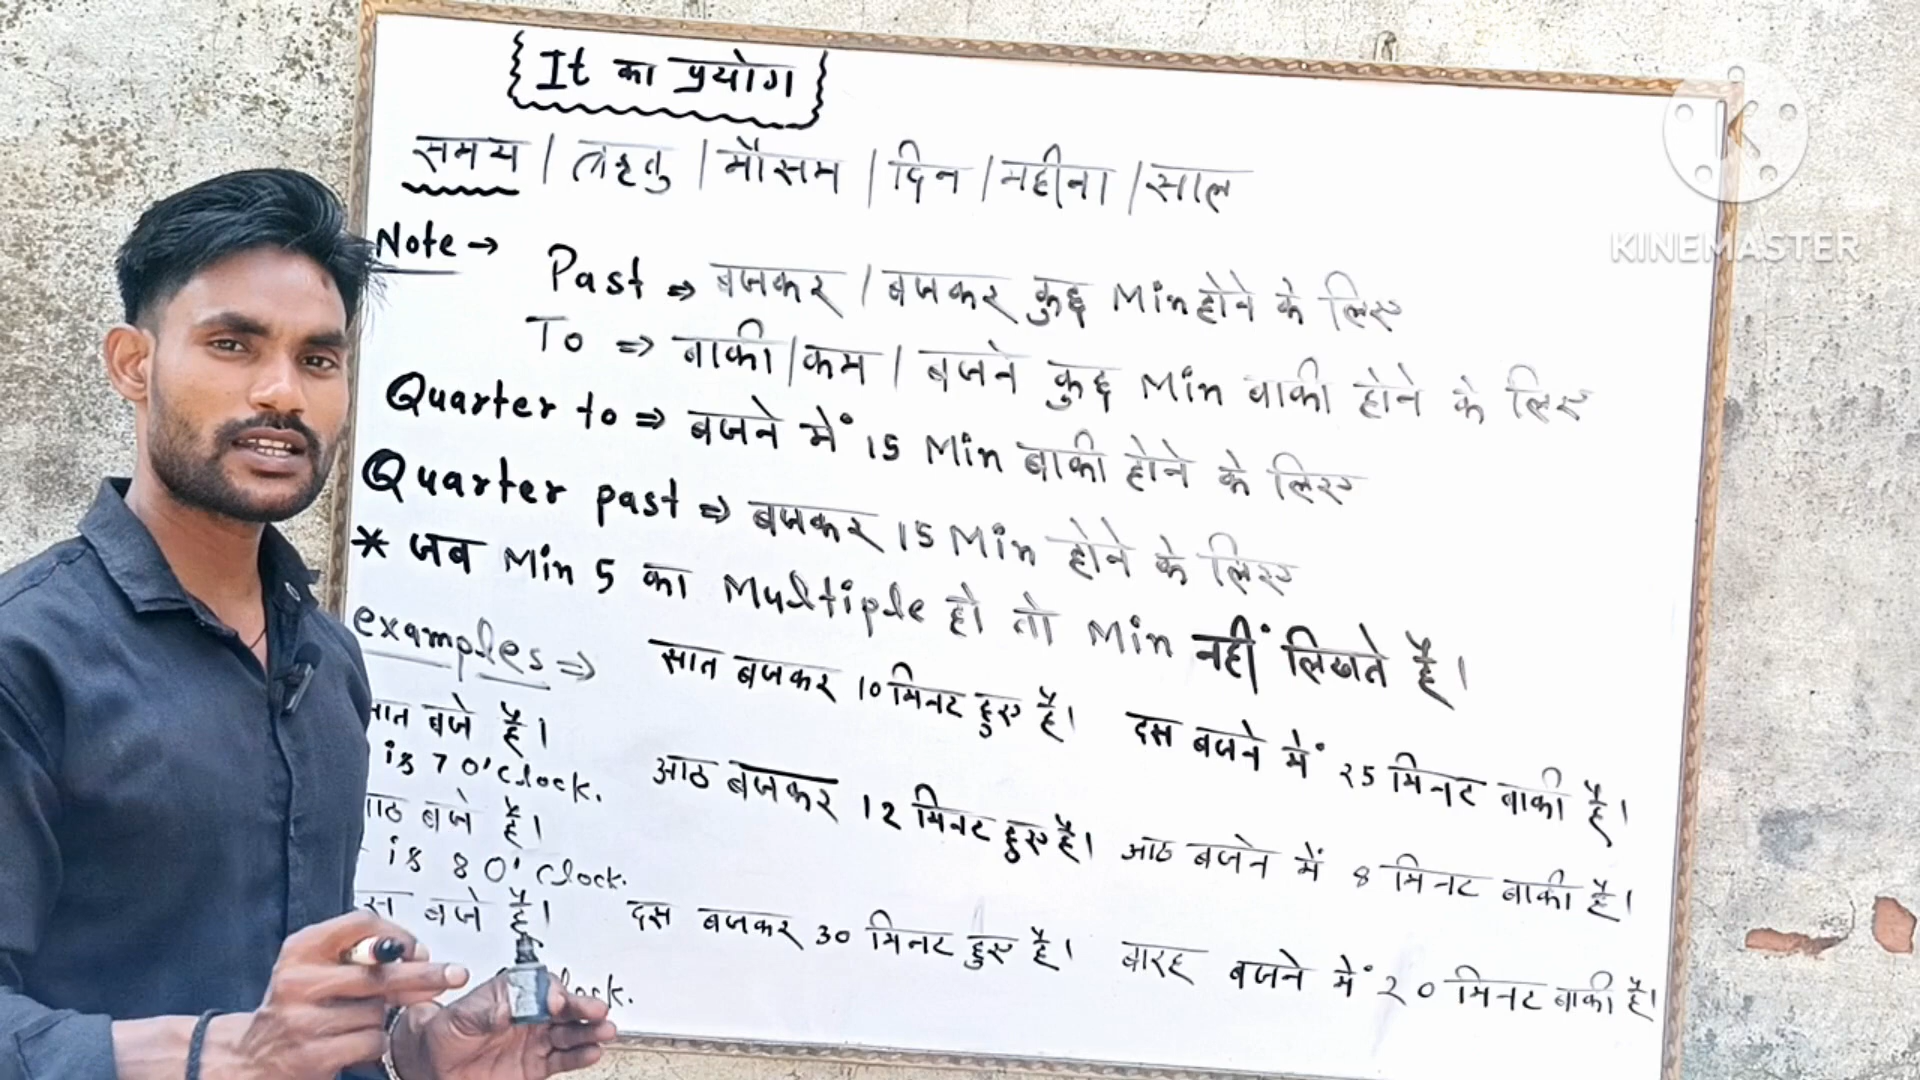 It का प्रयोग
समय / ऋतु / मौसम / दिन / महीना / साल
Note →
Past ⇒ बजकर / बजकर कुछ Min होने के लिए
To ⇒ बाकी / कम / बजने कुछ Min बाकी होने के लिए
Quarter to ⇒ बजने में 15 Min बाकी होने के लिए
Quarter past ⇒ बजकर 15 Min होने के लिए
* जब Min 5 का Multiple हो तो Min नहीं लिखते है।
examples ⇒
बजे है।
is 7 O'clock.
बजे है।
is 8 O'clock.
बजे है।
सात बजकर 10 मिनट हुए है।
आठ बजकर 12 मिनट हुए है।
दस बजकर 30 मिनट हुए है।
दस बजने में 25 मिनट बाकी है।
आठ बजने में 8 मिनट बाकी है।
बारह बजने में 20 मिनट बाकी है।
KINEMASTER